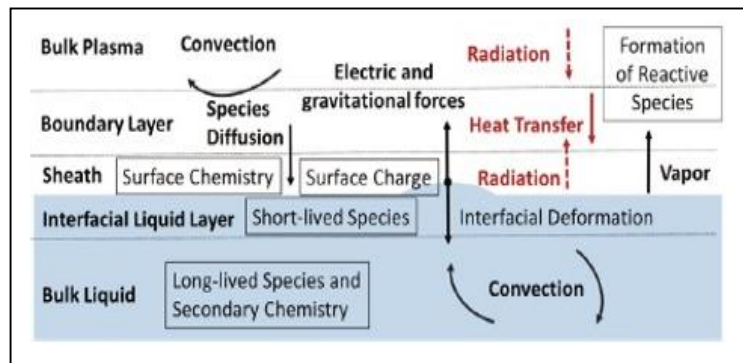 Bulk Plasma
Convection
Radiation
Formation
of Reactive
Species
Electric and
gravitational forces
Boundary Layer
Species
Diffusion
Heat Transfer
Sheath
Surface Chemistry
Surface Charge
Radiation
Vapor
Interfacial Liquid Layer
Short-lived Species
Interfacial Deformation
Bulk Liquid
Long-lived Species and
Secondary Chemistry
Convection